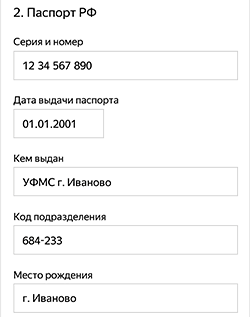 2. Паспорт РФ
Серия и номер
12 34 567 890
Дата выдачи паспорта
01.01.2001
Кем выдан
УФМС г. Иваново
Код подразделения
684-233
Место рождения
г. Иваново